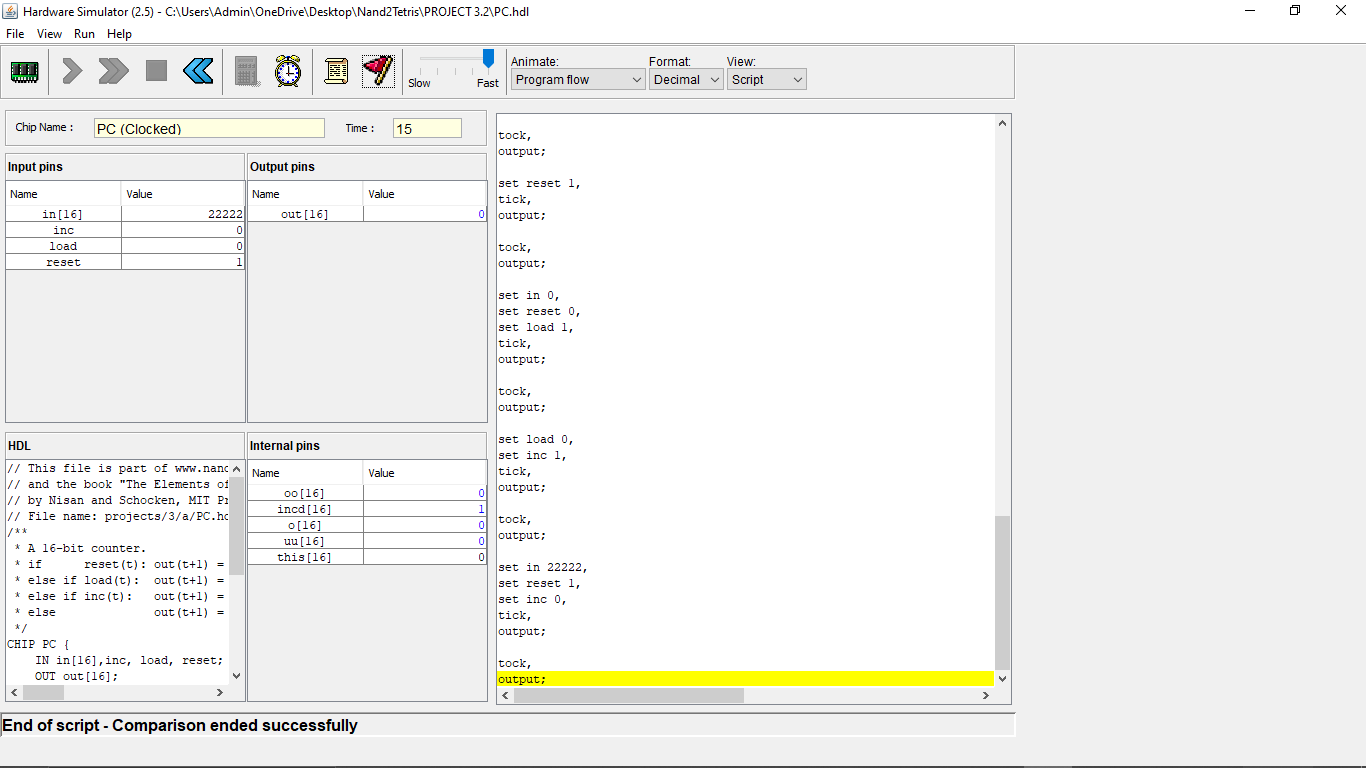 Hardware Simulator (2.5) - C:\Users\Admin\OneDrive\Desktop\Nand2Tetris\PROJECT 3.2\PC.hdl
File View Run Help
Slow Fast
Animate: Format: View:
Program flow Decimal Script
Chip Name : PC (Clocked) Time : 15
Input pins
Name Value
in[16] 22222
inc 0
load 0
reset 1
Output pins
Name Value
out[16] 0
HDL
// This file is part of www.nand
// and the book "The Elements of
// by Nisan and Schocken, MIT Pr
// File name: projects/3/a/PC.hd
/**
* A 16-bit counter.
* if reset(t): out(t+1) =
* else if load(t): out(t+1) =
* else if inc(t): out(t+1) =
* else out(t+1) =
*/
CHIP PC {
IN in[16],inc, load, reset;
OUT out[16];
Internal pins
Name Value
oo[16] 0
incd[16] 1
o[16] 0
uu[16] 0
this[16] 0
tock,
output;
set reset 1,
tick,
output;
tock,
output;
set in 0,
set reset 0,
set load 1,
tick,
output;
tock,
output;
set load 0,
set inc 1,
tick,
output;
tock,
output;
set in 22222,
set reset 1,
set inc 0,
tick,
output;
tock,
output;
End of script - Comparison ended successfully